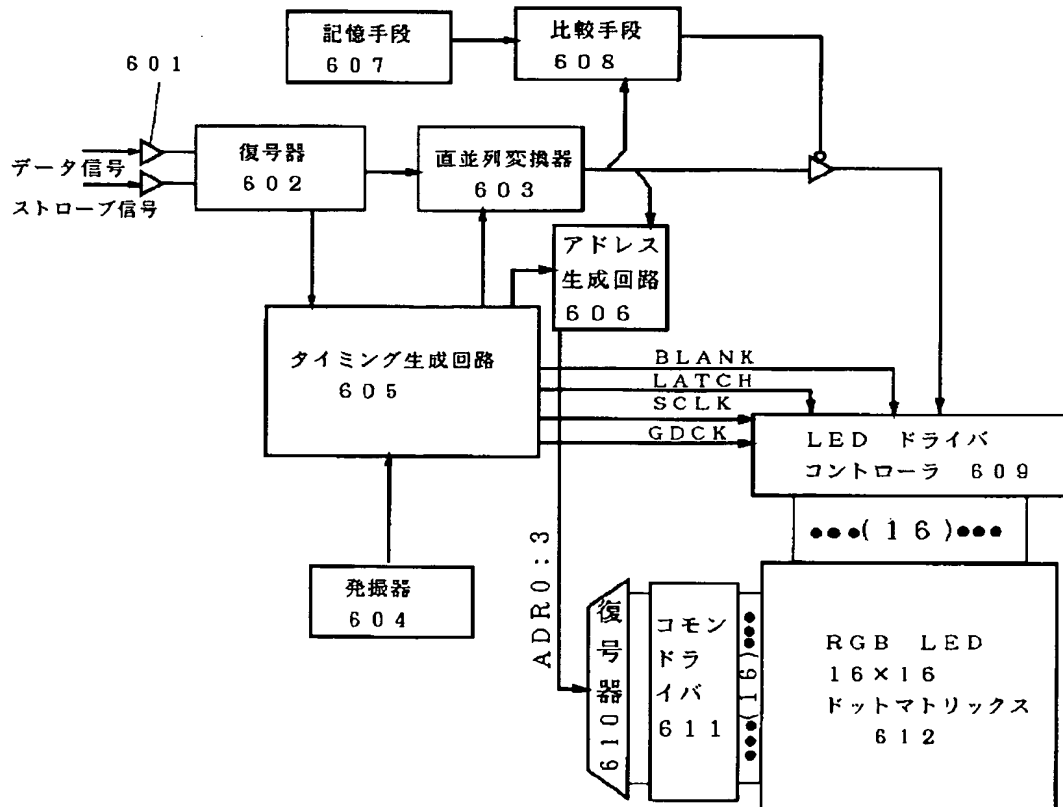 記憶手段
607
比較手段
608
601
データ信号
ストローブ信号
復号器
602
直並列変換器
603
アドレス
生成回路
606
タイミング生成回路
605
BLANK
LATCH
SCLK
GDCK
LED ドライバ
コントローラ 609
•••(16)•••
発振器
604
ADR0:3
復号器610
コモン
ドラ
イバ
611
•••(16)•••
RGB LED
16×16
ドットマトリックス
612